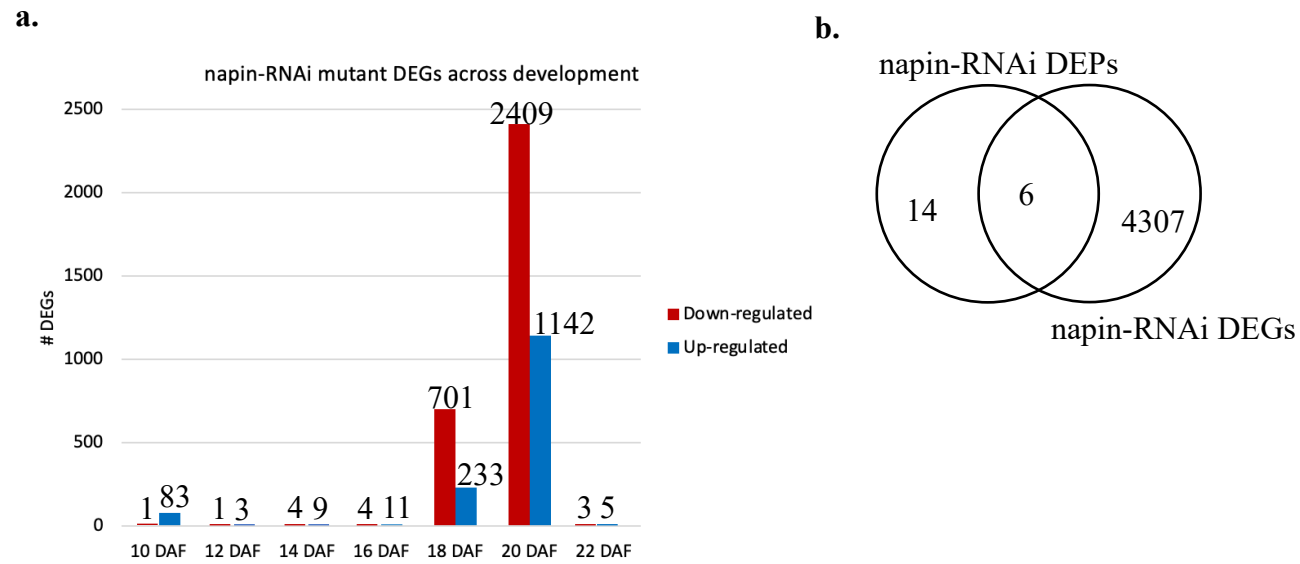 a.
napin-RNAi mutant DEGs across development
# DEGs
2500
2000
1500
1000
500
0
1 83
1 3
4 9
4 11
701
233
2409
1142
3 5
10 DAF 12 DAF 14 DAF 16 DAF 18 DAF 20 DAF 22 DAF
Down-regulated
Up-regulated
b.
napin-RNAi DEPs
14 6 4307
napin-RNAi DEGs